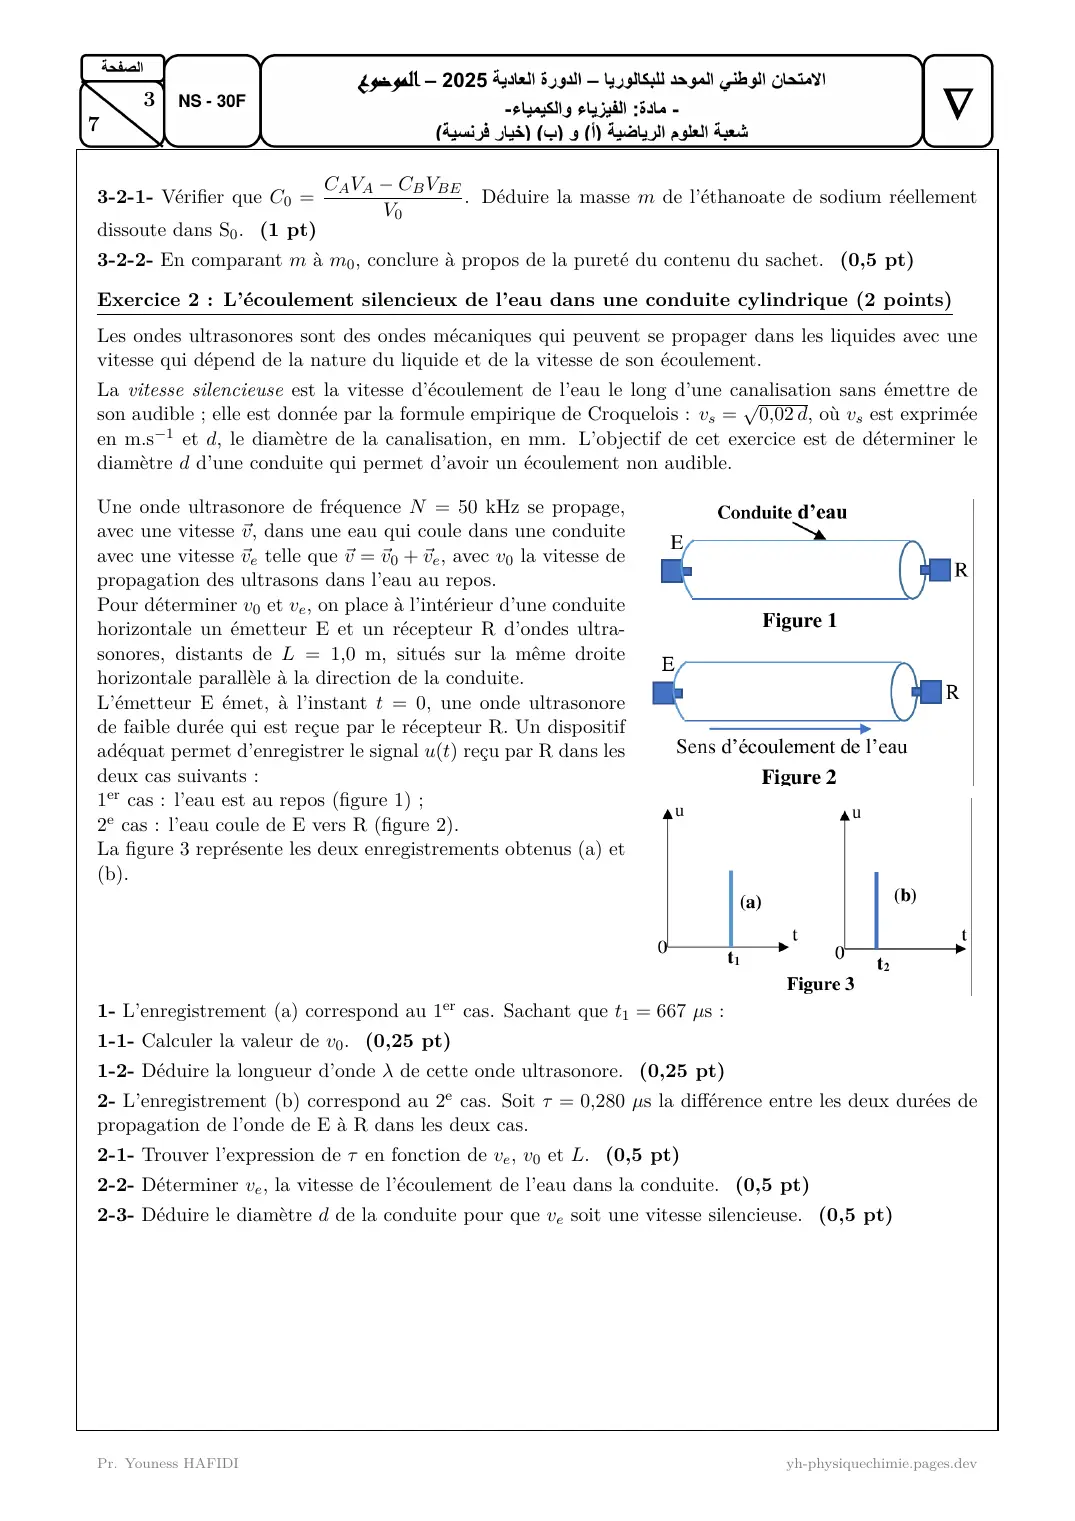 الصفحة
3
7
NS - 30F
الامتحان الوطني الموحد للبكالوريا – الدورة العادية 2025 – الموضوع
- مادة: الفيزياء والكيمياء-
شعبة العلوم الرياضية (أ) و (ب) (خيار فرنسية)
∇
3-2-1- Vérifier que C₀ = (C_A V_A − C_B V_BE)/V₀. Déduire la masse m de l'éthanoate de sodium réellement
dissoute dans S₀. (1 pt)
3-2-2- En comparant m à m₀, conclure à propos de la pureté du contenu du sachet. (0,5 pt)
Exercice 2 : L'écoulement silencieux de l'eau dans une conduite cylindrique (2 points)
Les ondes ultrasonores sont des ondes mécaniques qui peuvent se propager dans les liquides avec une
vitesse qui dépend de la nature du liquide et de la vitesse de son écoulement.
La vitesse silencieuse est la vitesse d'écoulement de l'eau le long d'une canalisation sans émettre de
son audible ; elle est donnée par la formule empirique de Croquelois : vₛ = √(0,02 d), où vₛ est exprimée
en m.s⁻¹ et d, le diamètre de la canalisation, en mm. L'objectif de cet exercice est de déterminer le
diamètre d d'une conduite qui permet d'avoir un écoulement non audible.
Une onde ultrasonore de fréquence N = 50 kHz se propage,
avec une vitesse v⃗, dans une eau qui coule dans une conduite
avec une vitesse v⃗ₑ telle que v⃗ = v⃗₀ + v⃗ₑ, avec v₀ la vitesse de
propagation des ultrasons dans l'eau au repos.
Pour déterminer v₀ et vₑ, on place à l'intérieur d'une conduite
horizontale un émetteur E et un récepteur R d'ondes ultra-
sonores, distants de L = 1,0 m, situés sur la même droite
horizontale parallèle à la direction de la conduite.
L'émetteur E émet, à l'instant t = 0, une onde ultrasonore
de faible durée qui est reçue par le récepteur R. Un dispositif
adéquat permet d'enregistrer le signal u(t) reçu par R dans les
deux cas suivants :
1er cas : l'eau est au repos (figure 1) ;
2e cas : l'eau coule de E vers R (figure 2).
La figure 3 représente les deux enregistrements obtenus (a) et
(b).
Conduite d'eau
E
R
Figure 1
E
R
Sens d'écoulement de l'eau
Figure 2
u
(a)
0
t₁
t
u
(b)
0
t₂
t
Figure 3
1- L'enregistrement (a) correspond au 1er cas. Sachant que t₁ = 667 μs :
1-1- Calculer la valeur de v₀. (0,25 pt)
1-2- Déduire la longueur d'onde λ de cette onde ultrasonore. (0,25 pt)
2- L'enregistrement (b) correspond au 2e cas. Soit τ = 0,280 μs la différence entre les deux durées de
propagation de l'onde de E à R dans les deux cas.
2-1- Trouver l'expression de τ en fonction de vₑ, v₀ et L. (0,5 pt)
2-2- Déterminer vₑ, la vitesse de l'écoulement de l'eau dans la conduite. (0,5 pt)
2-3- Déduire le diamètre d de la conduite pour que vₑ soit une vitesse silencieuse. (0,5 pt)
Pr. Youness HAFIDI
yh-physiquechimie.pages.dev